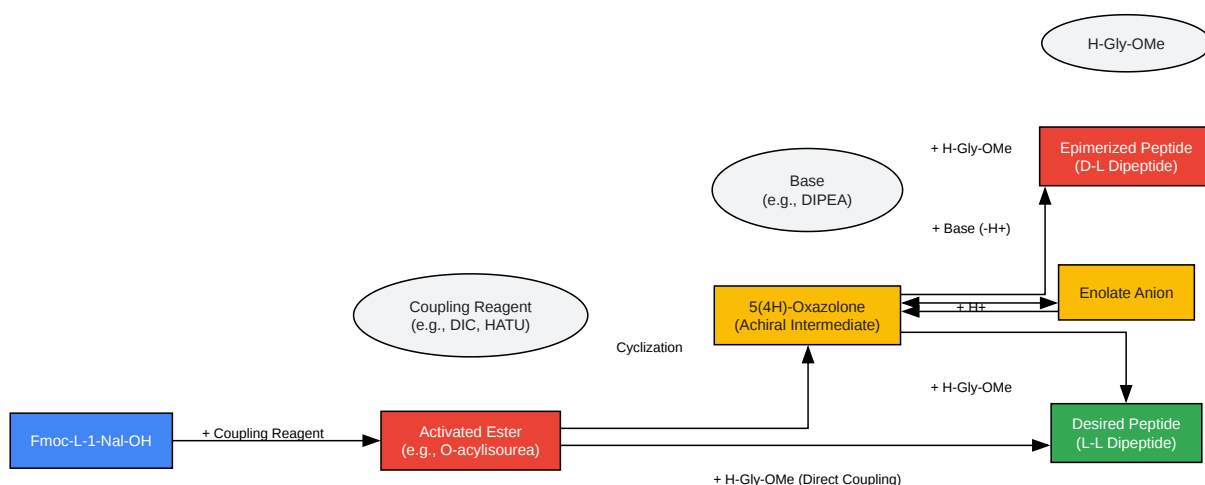 H-Gly-OMe
+ H-Gly-OMe
Epimerized Peptide
(D-L Dipeptide)
Base
(e.g., DIPEA)
+ Base (-H+)
Coupling Reagent
(e.g., DIC, HATU)
5(4H)-Oxazolone
(Achiral Intermediate)
+ H+
Enolate Anion
Cyclization
+ H-Gly-OMe
Fmoc-L-1-Nal-OH
+ Coupling Reagent
Activated Ester
(e.g., O-acylisourea)
Desired Peptide
(L-L Dipeptide)
+ H-Gly-OMe (Direct Coupling)